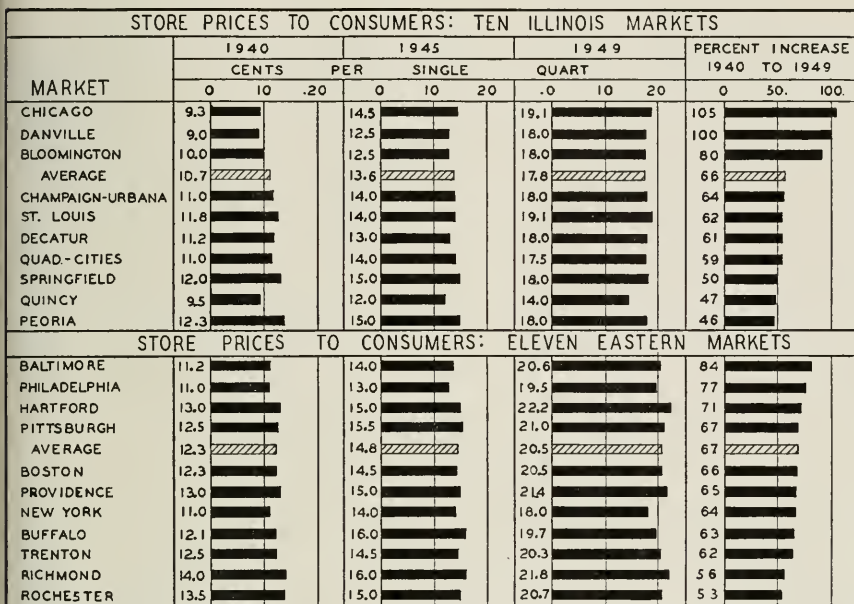 STORE PRICES TO CONSUMERS: TEN ILLINOIS MARKETS
1940 1945 1949 PERCENT INCREASE
CENTS PER SINGLE QUART 1940 TO 1949
MARKET 0 10 .20 0 10 20 .0 10 20 0 50. 100.
CHICAGO 9.3 14.5 19.1 105
DANVILLE 9.0 12.5 18.0 100
BLOOMINGTON 10.0 12.5 18.0 80
AVERAGE 10.7 13.6 17.8 66
CHAMPAIGN-URBANA 11.0 14.0 18.0 64
ST. LOUIS 11.8 14.0 19.1 62
DECATUR 11.2 13.0 18.0 61
QUAD.-CITIES 11.0 14.0 17.5 59
SPRINGFIELD 12.0 15.0 18.0 50
QUINCY 9.5 12.0 14.0 47
PEORIA 12.3 15.0 18.0 46
STORE PRICES TO CONSUMERS: ELEVEN EASTERN MARKETS
BALTIMORE 11.2 14.0 20.6 84
PHILADELPHIA 11.0 13.0 19.5 77
HARTFORD 13.0 15.0 22.2 71
PITTSBURGH 12.5 15.5 21.0 67
AVERAGE 12.3 14.8 20.5 67
BOSTON 12.3 14.5 20.5 66
PROVIDENCE 13.0 15.0 21.4 65
NEW YORK 11.0 14.0 18.0 64
BUFFALO 12.1 16.0 19.7 63
TRENTON 12.5 14.5 20.3 62
RICHMOND 14.0 16.0 21.8 56
ROCHESTER 13.5 15.0 20.7 53